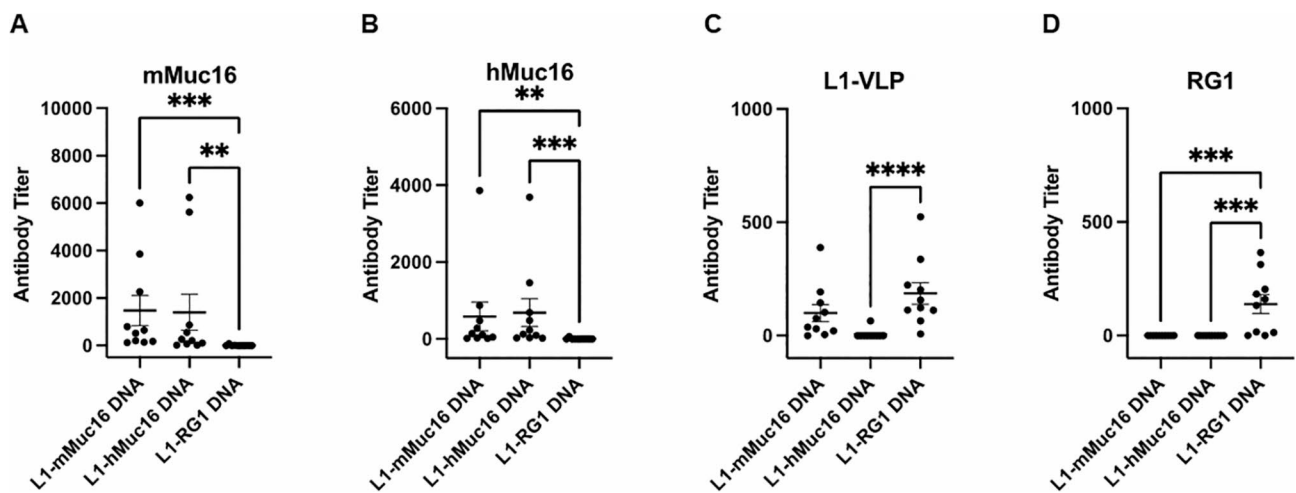 A
mMuc16
***
**
Antibody Titer
10000
8000
6000
4000
2000
0
L1-mMuc16 DNA
L1-hMuc16 DNA
L1-RG1 DNA
B
hMuc16
**
***
Antibody Titer
6000
4000
2000
0
L1-mMuc16 DNA
L1-hMuc16 DNA
L1-RG1 DNA
C
L1-VLP
****
Antibody Titer
1000
500
0
L1-mMuc16 DNA
L1-hMuc16 DNA
L1-RG1 DNA
D
RG1
***
***
Antibody Titer
1000
500
0
L1-mMuc16 DNA
L1-hMuc16 DNA
RG1 DNA